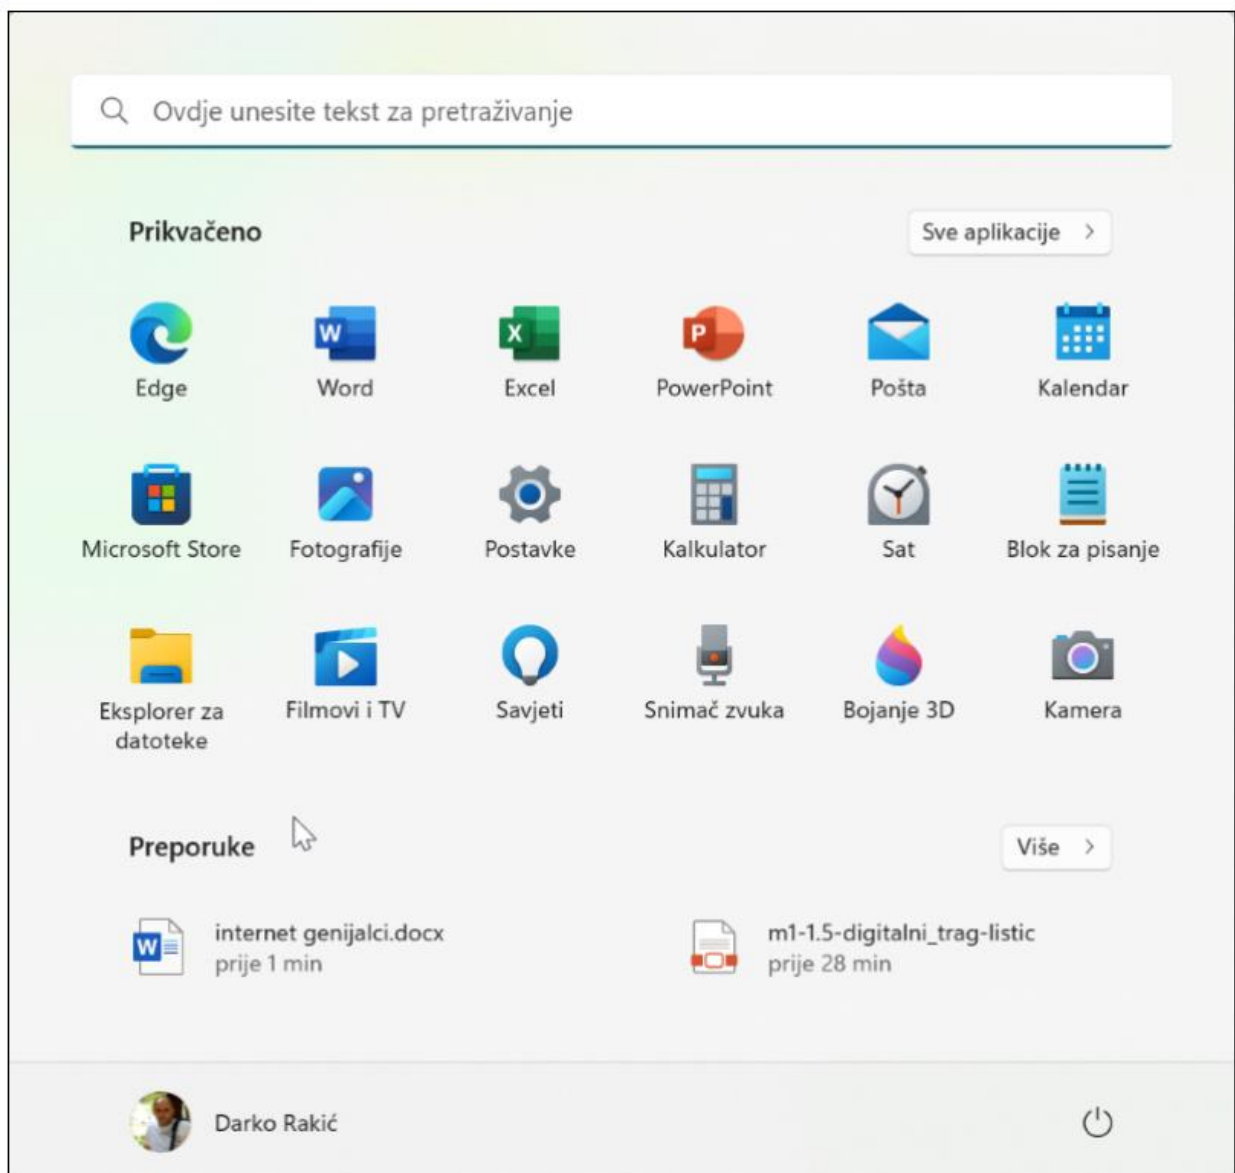 Ovdje unesite tekst za pretraživanje
Prikvačeno
Sve aplikacije
Edge
Word
Excel
PowerPoint
Pošta
Kalendar
Microsoft Store
Fotografije
Postavke
Kalkulator
Sat
Blok za pisanje
Eksplorer za
datoteke
Filmovi i TV
Savjeti
Snimač zvuka
Bojanje 3D
Kamera
Preporuke
Više
internet genijalci.docx
prije 1 min
m1-1.5-digitalni_trag-listic
prije 28 min
Darko Rakić